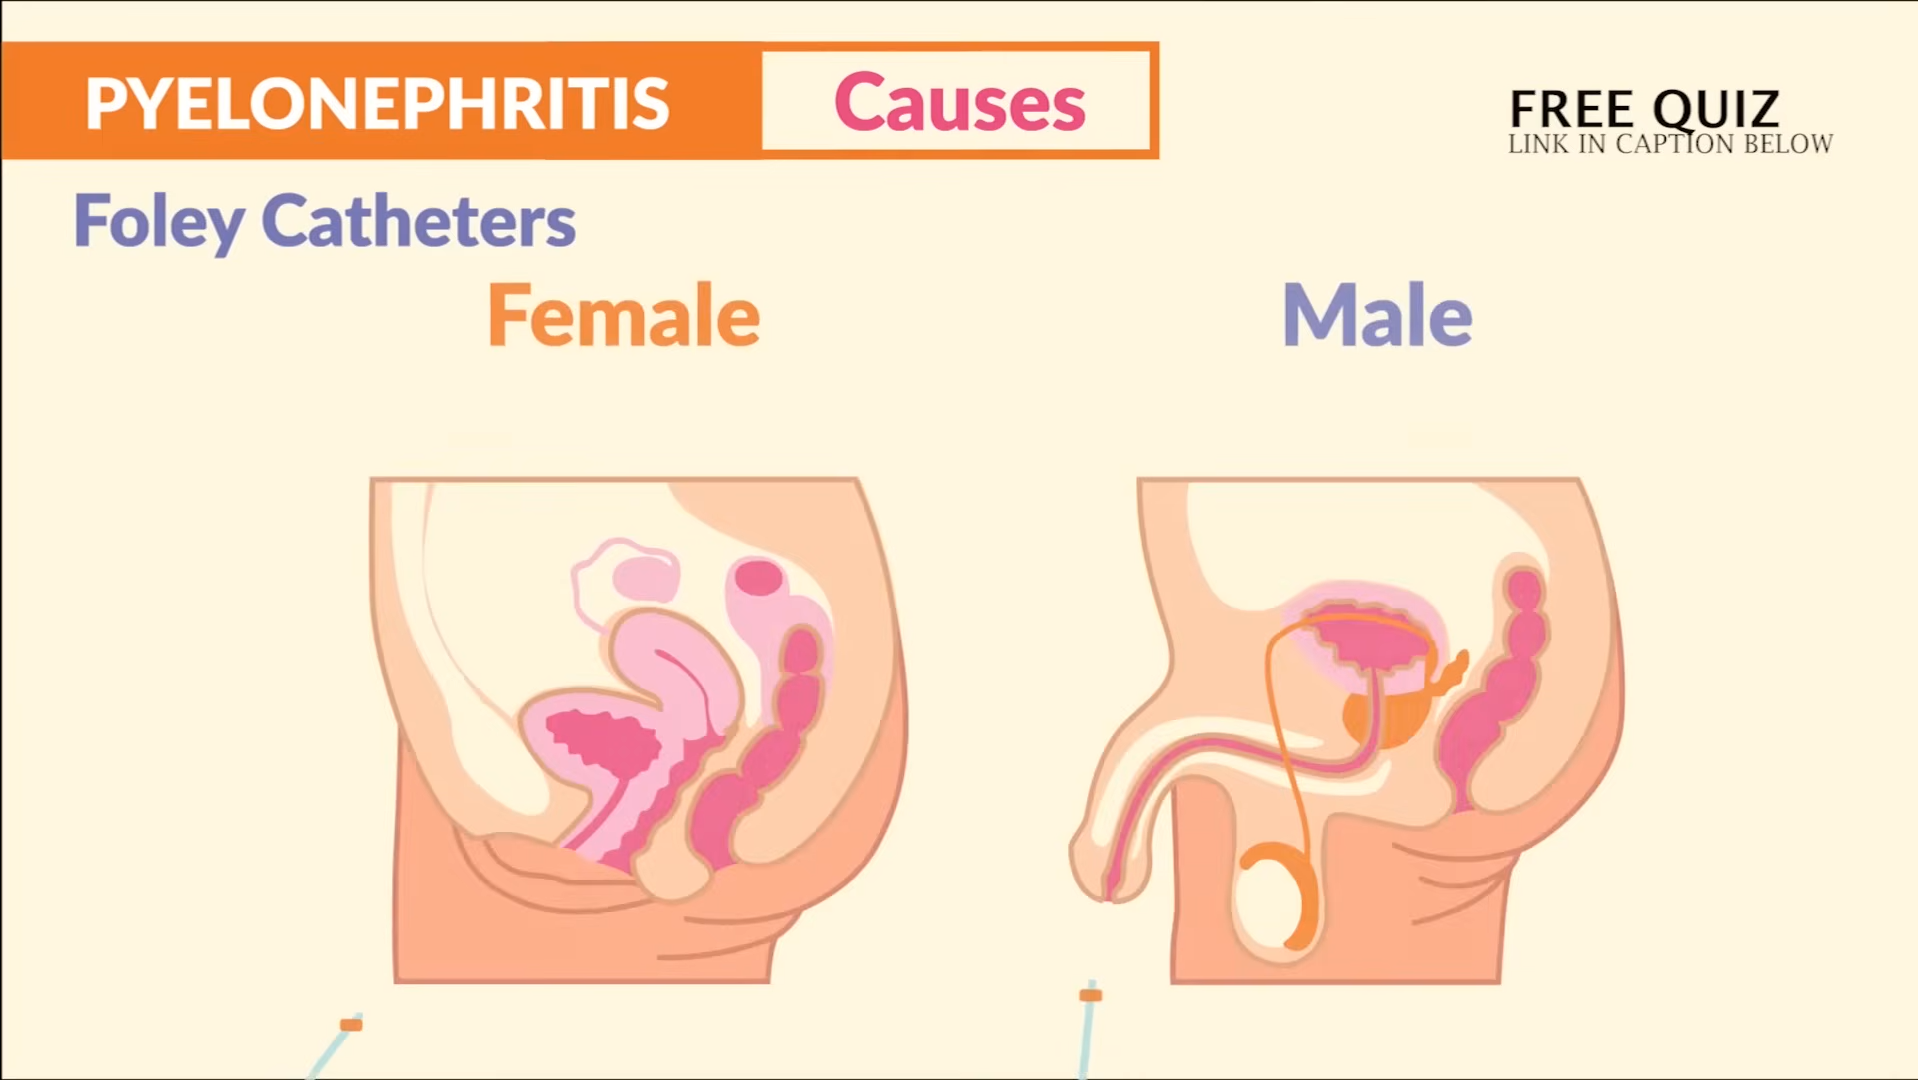 PYELONEPHRITIS Causes
FREE QUIZ
LINK IN CAPTION BELOW
Foley Catheters
Female Male